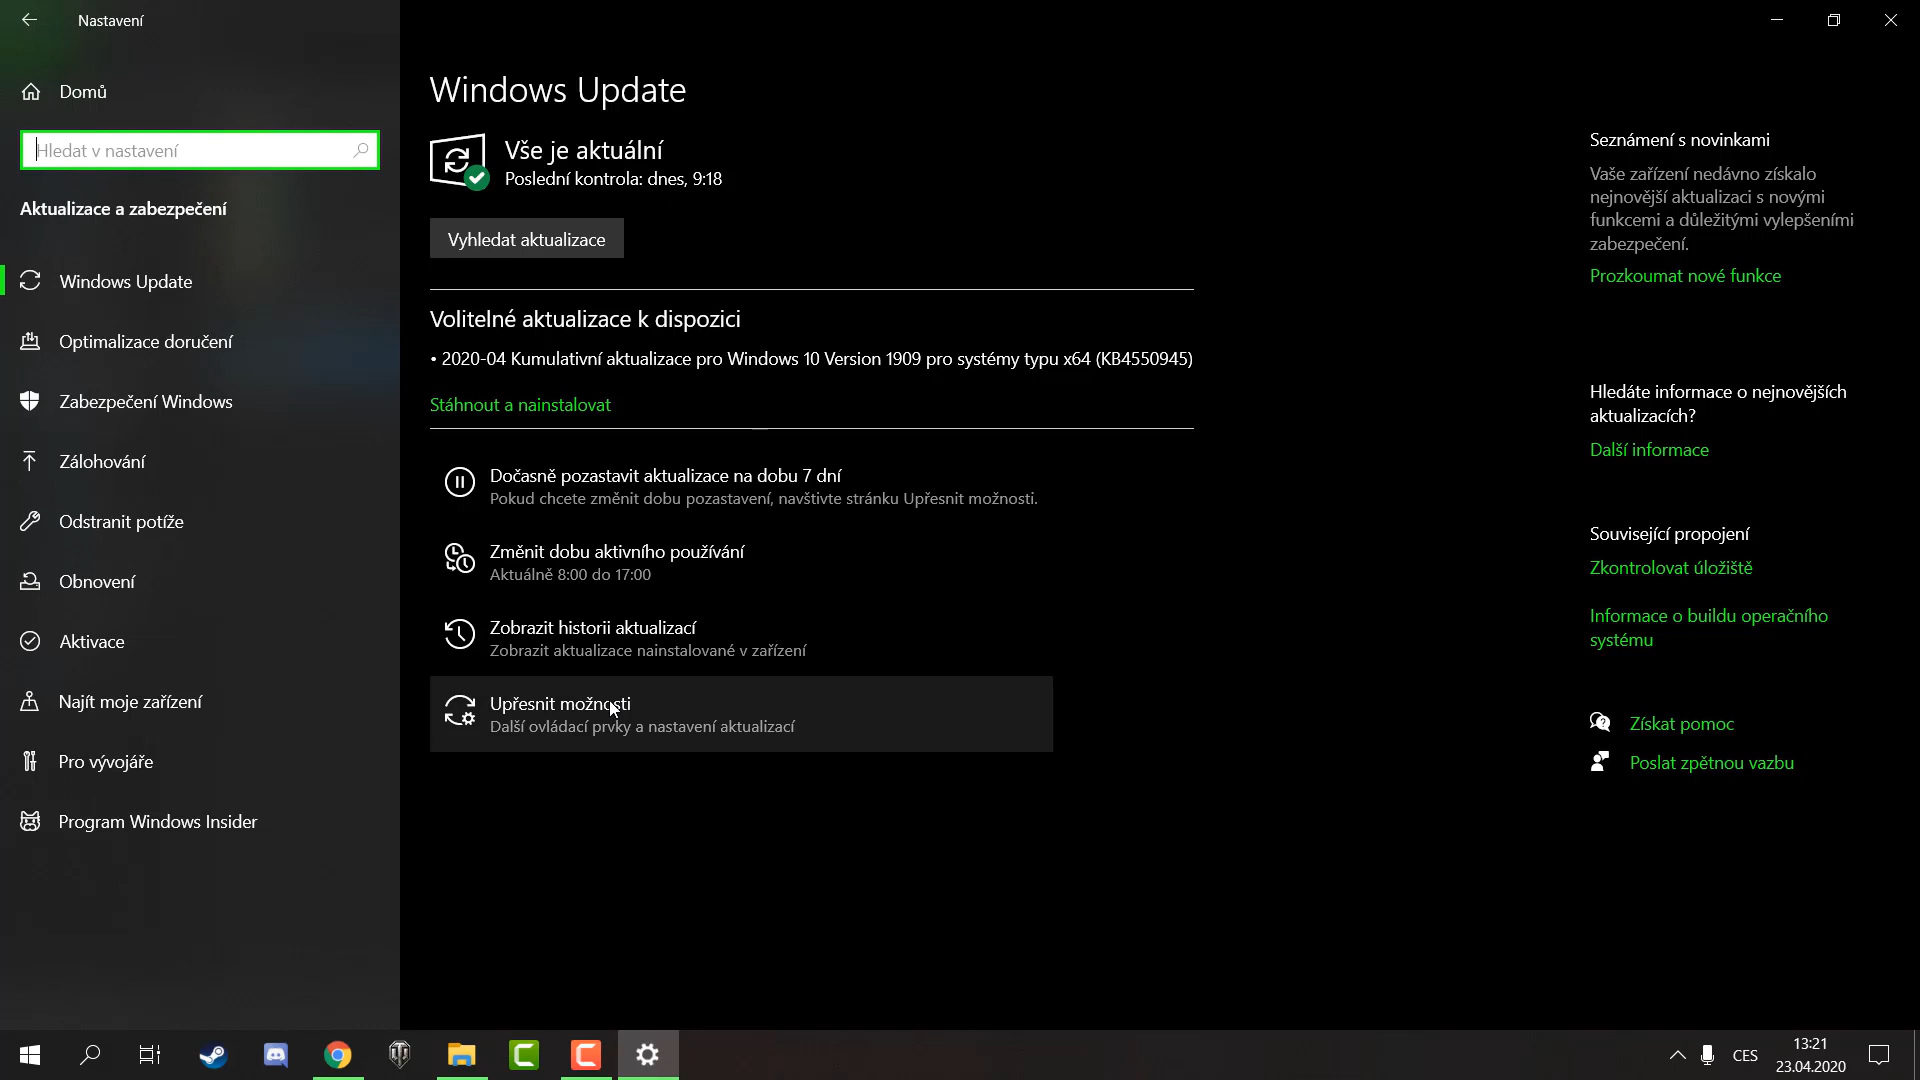 Nastavení
Domů
Hledat v nastavení
Aktualizace a zabezpečení
Windows Update
Optimalizace doručení
Zabezpečení Windows
Zálohování
Odstranit potíže
Obnovení
Aktivace
Najít moje zařízení
Pro vývojáře
Program Windows Insider
Windows Update
Vše je aktuální
Poslední kontrola: dnes, 9:18
Vyhledat aktualizace
Volitelné aktualizace k dispozici
• 2020-04 Kumulativní aktualizace pro Windows 10 Version 1909 pro systémy typu x64 (KB4550945)
Stáhnout a nainstalovat
Dočasně pozastavit aktualizace na dobu 7 dní
Pokud chcete změnit dobu pozastavení, navštivte stránku Upřesnit možnosti.
Změnit dobu aktivního používání
Aktuálně 8:00 do 17:00
Zobrazit historii aktualizací
Zobrazit aktualizace nainstalované v zařízení
Upřesnit možnosti
Další ovládací prvky a nastavení aktualizací
Seznámení s novinkami
Vaše zařízení nedávno získalo
nejnovější aktualizaci s novými
funkcemi a důležitými vylepšeními
zabezpečení.
Prozkoumat nové funkce
Hledáte informace o nejnovějších
aktualizacích?
Další informace
Související propojení
Zkontrolovat úložiště
Informace o buildu operačního
systému
Získat pomoc
Poslat zpětnou vazbu
CES
13:21
23.04.2020